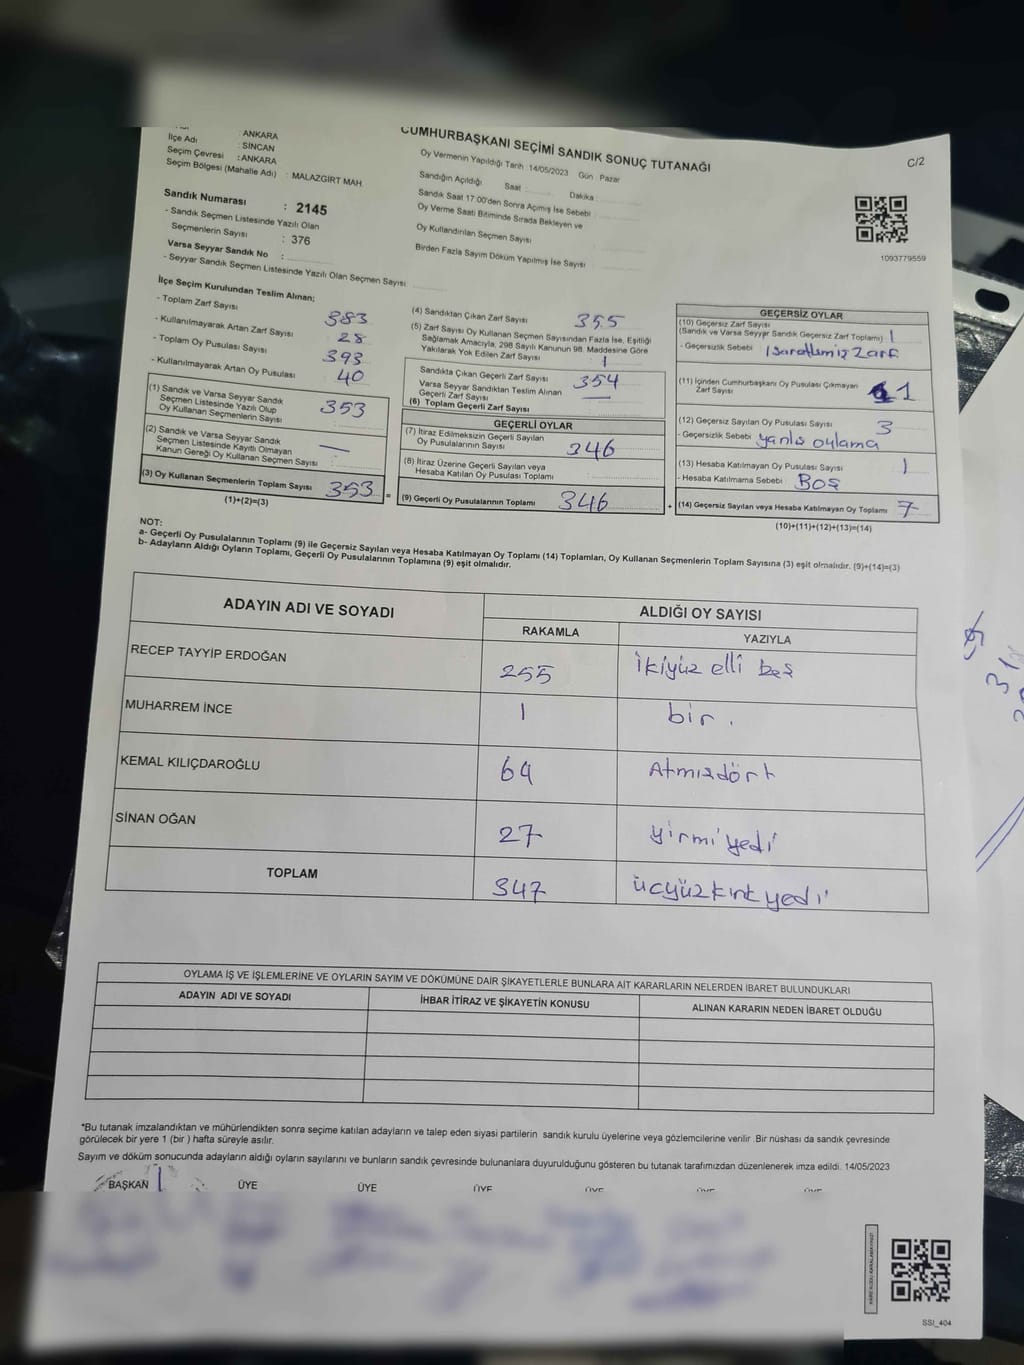 CUMHURBAŞKANI SEÇİMİ SANDIK SONUÇ TUTANAĞI
C/2
ANKARA
İlçe Adı : SİNCAN
Seçim Çevresi : ANKARA
Seçim Bölgesi (Mahalle Adı) : MALAZGİRT MAH.
Sandık Numarası : 2145
- Sandık Seçmen Listesinde Yazılı Olan
Seçmenlerin Sayısı : 376
Varsa Seyyar Sandık No :
- Seyyar Sandık Seçmen Listesinde Yazılı Olan Seçmen Sayısı :
Oy Vermenin Yapıldığı Tarih :14/05/2023 Gün : Pazar
Sandığın Açıldığı Saat Dakika :
Sandık Saat 17:00'den Sonra Açımış İse Sebebi :
Oy Verme Saati Bitiminde Sırada Bekleyen ve
Oy Kullandırılan Seçmen Sayısı
Birden Fazla Sayım Döküm Yapılmış İse Sayısı
1093779559
İlçe Seçim Kurulundan Teslim Alınan;
- Toplam Zarf Sayısı 383
- Kullanılmayarak Artan Zarf Sayısı 28
- Toplam Oy Pusulası Sayısı 393
- Kullanılmayarak Artan Oy Pusulası 40
(1) Sandık ve Varsa Seyyar Sandık
Seçmen Listesinde Yazılı Olup
Oy Kullanan Seçmenlerin Sayısı : 353
(2) Sandık ve Varsa Seyyar Sandık
Seçmen Listesinde Kayıtlı Olmayan
Kanun Gereği Oy Kullanan Seçmen Sayısı : —
(3) Oy Kullanan Seçmenlerin Toplam Sayısı : 353
(1)+(2)=(3)
=
(4) Sandıktan Çıkan Zarf Sayısı 355
(5) Zarf Sayısı Oy Kullanan Seçmen Sayısından Fazla İse, Eşitliği
Sağlamak Amacıyla, 298 Sayılı Kanunun 98. Maddesine Göre
Yakılarak Yok Edilen Zarf Sayısı 1
Sandıkta Çıkan Geçerli Zarf Sayısı 354
Varsa Seyyar Sandıktan Teslim Alınan
Geçerli Zarf Sayısı —
(6) Toplam Geçerli Zarf Sayısı
GEÇERLİ OYLAR
(7) İtiraz Edilmeksizin Geçerli Sayılan
Oy Pusulalarının Sayısı 346
(8) İtiraz Üzerine Geçerli Sayılan veya
Hesaba Katılan Oy Pusulası Toplamı
(9) Geçerli Oy Pusulalarının Toplamı 346
+
GEÇERSİZ OYLAR
(10) Geçersiz Zarf Sayısı
(Sandık ve Varsa Seyyar Sandık Geçersiz Zarf Toplamı) 1
- Geçersizlik Sebebi işaretlemiş zarf
(11) İçinden Cumhurbaşkanı Oy Pusulası Çıkmayan
Zarf Sayısı 1
(12) Geçersiz Sayılan Oy Pusulası Sayısı 3
- Geçersizlik Sebebi yanlış oylama
(13) Hesaba Katılmayan Oy Pusulası Sayısı 1
- Hesaba Katılmama Sebebi BOŞ
(14) Geçersiz Sayılan veya Hesaba Katılmayan Oy Toplamı 7
(10)+(11)+(12)+(13)=(14)
NOT:
a- Geçerli Oy Pusulalarının Toplamı (9) ile Geçersiz Sayılan veya Hesaba Katılmayan Oy Toplamı (14) Toplamları, Oy Kullanan Seçmenlerin Toplam Sayısına (3) eşit olmalıdır. (9)+(14)=(3)
b- Adayların Aldığı Oyların Toplamı, Geçerli Oy Pusulalarının Toplamına (9) eşit olmalıdır.
ADAYIN ADI VE SOYADI ALDIĞI OY SAYISI
RAKAMLA YAZIYLA
RECEP TAYYİP ERDOĞAN 255 ikiyüz elli beş
MUHARREM İNCE 1 bir.
KEMAL KILIÇDAROĞLU 64 Atmışdört
SİNAN OĞAN 27 yirmi yedi
TOPLAM 347 üçyüzkırk yedi
OYLAMA İŞ VE İŞLEMLERİNE VE OYLARIN SAYIM VE DÖKÜMÜNE DAİR ŞİKAYETLERLE BUNLARA AİT KARARLARIN NELERDEN İBARET BULUNDUKLARI
ADAYIN ADI VE SOYADI İHBAR İTİRAZ VE ŞİKAYETİN KONUSU ALINAN KARARIN NEDEN İBARET OLDUĞU
*Bu tutanak imzalandıktan ve mühürlendikten sonra seçime katılan adayların ve talep eden siyasi partilerin sandık kurulu üyelerine veya gözlemcilerine verilir .Bir nüshası da sandık çevresinde
görülecek bir yere 1 (bir ) hafta süreyle asılır.
Sayım ve döküm sonucunda adayların aldığı oyların sayılarını ve bunların sandık çevresinde bulunanlara duyurulduğunu gösteren bu tutanak tarafımızdan düzenlenerek imza edildi. 14/05/2023
BAŞKAN ÜYE ÜYE ÜYE ÜYE ÜYE ÜYE
SSİ_404